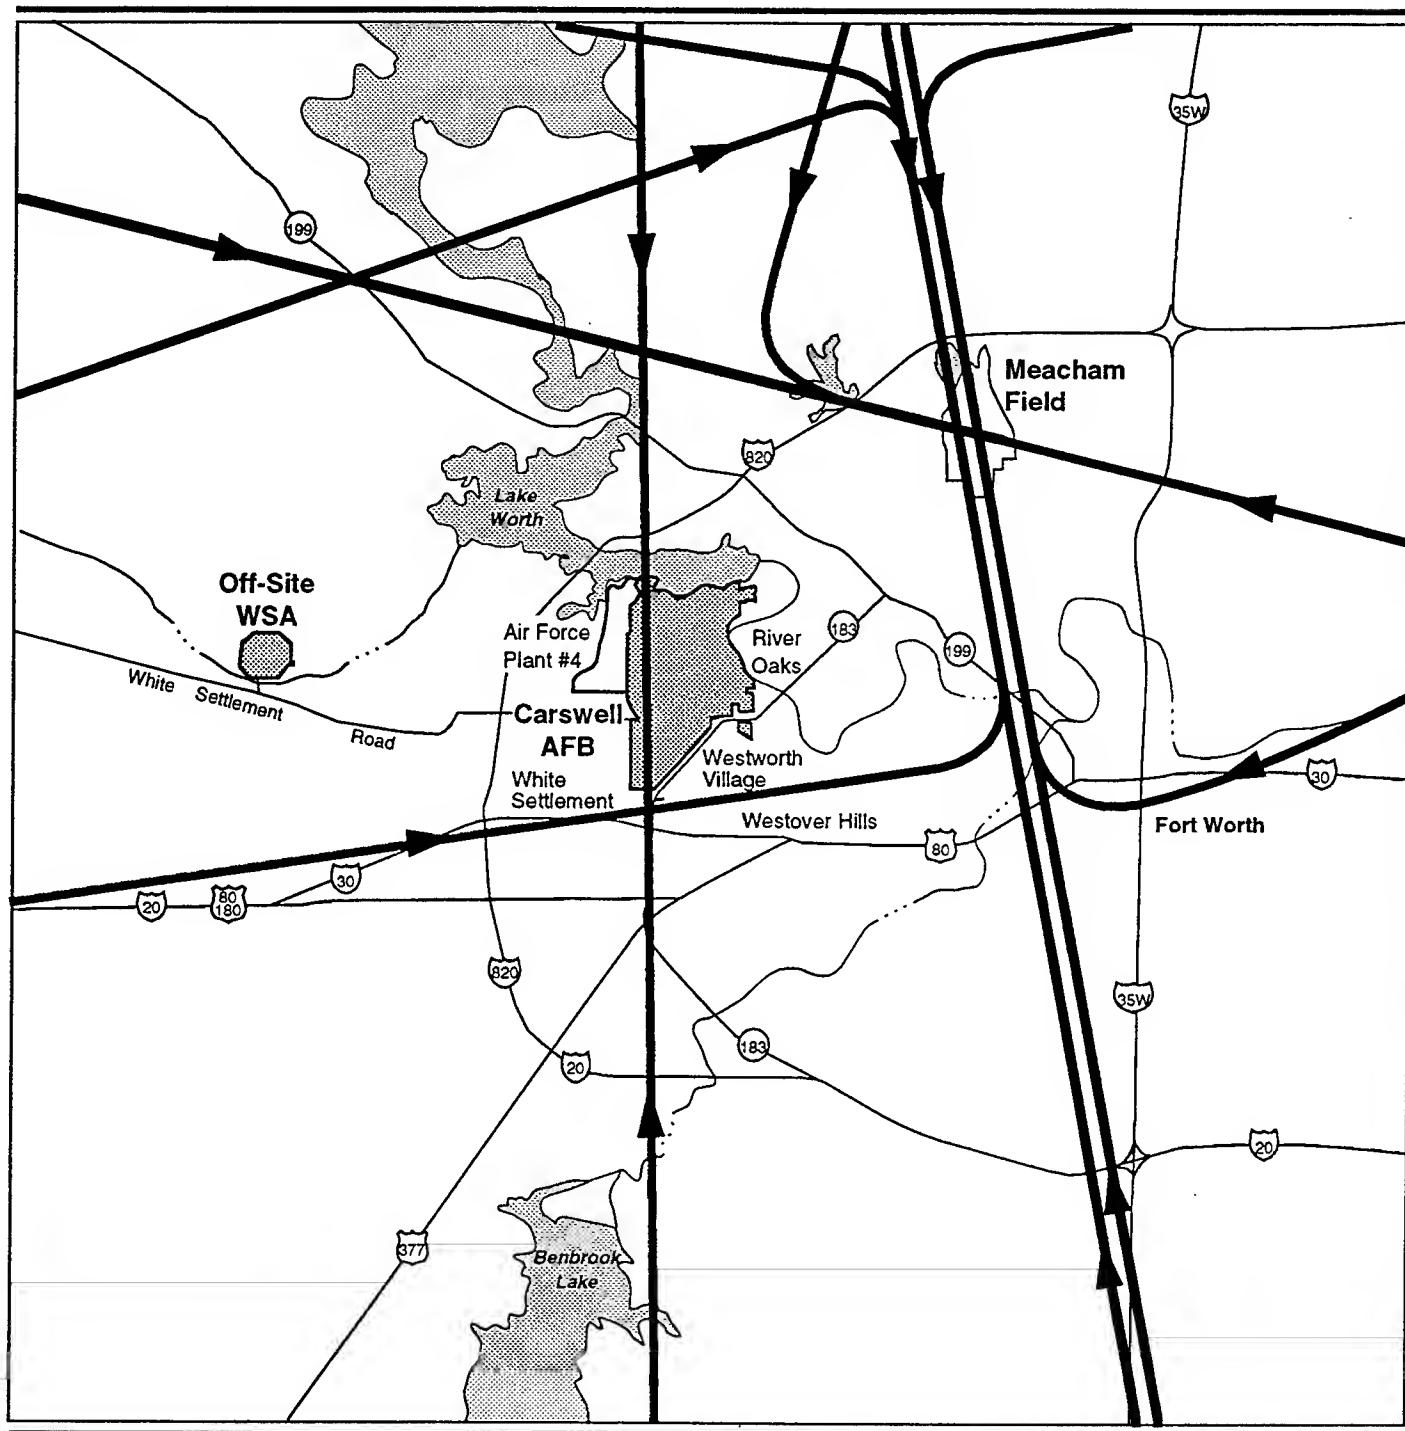 35W
199
Meacham
Field
820
Lake
Worth
Off-Site
WSA
Air Force
Plant #4
River
Oaks
183
199
White Settlement
Road
Carswell
AFB
Westworth
Village
White
Settlement
30
Westover Hills
Fort Worth
80
30
20
80
180
820
35W
183
20
20
377
Benbrook
Lake